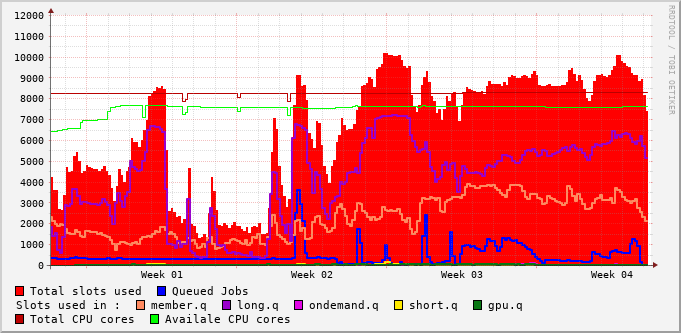 RRDTOOL / TOBI OETIKER
12000
11000
10000
9000
8000
7000
6000
5000
4000
3000
2000
1000
0
Week 01 Week 02 Week 03 Week 04
Total slots used Queued Jobs
Slots used in : member.q long.q ondemand.q short.q gpu.q
Total CPU cores Availale CPU cores